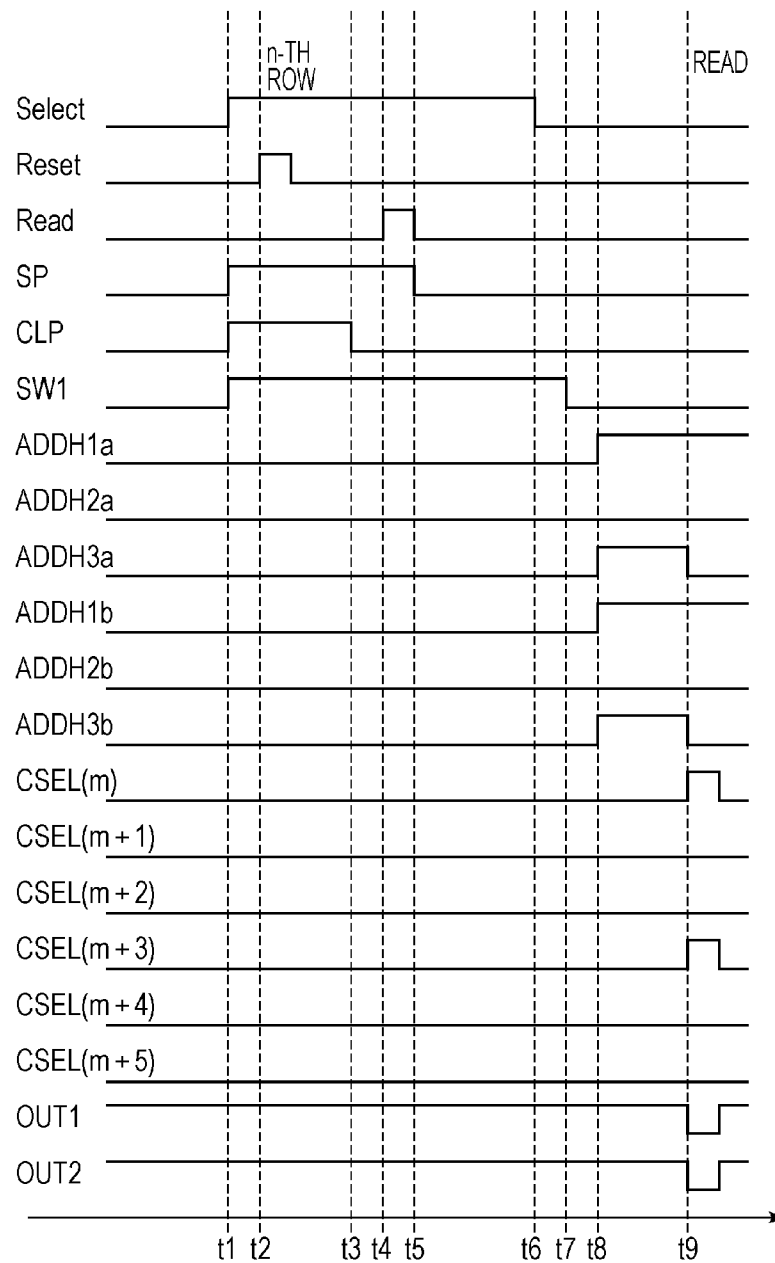 n-TH
ROW
READ
Select
Reset
Read
SP
CLP
SW1
ADDH1a
ADDH2a
ADDH3a
ADDH1b
ADDH2b
ADDH3b
CSEL(m)
CSEL(m+1)
CSEL(m+2)
CSEL(m+3)
CSEL(m+4)
CSEL(m+5)
OUT1
OUT2
t1 t2 t3 t4 t5 t6 t7 t8 t9